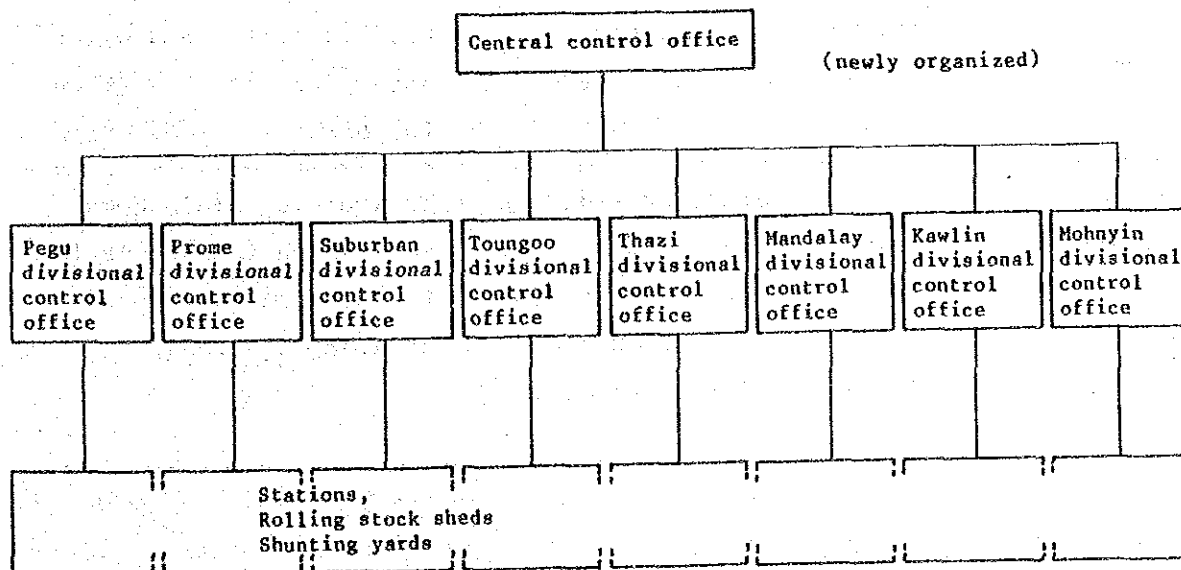 Central control office
(newly organized)
Pegu
divisional
control
office
Prome
divisional
control
office
Suburban
divisional
control
office
Toungoo
divisional
control
office
Thazi
divisional
control
office
Mandalay
divisional
control
office
Kawlin
divisional
control
office
Mohnyin
divisional
control
office
Stations,
Rolling stock sheds
Shunting yards